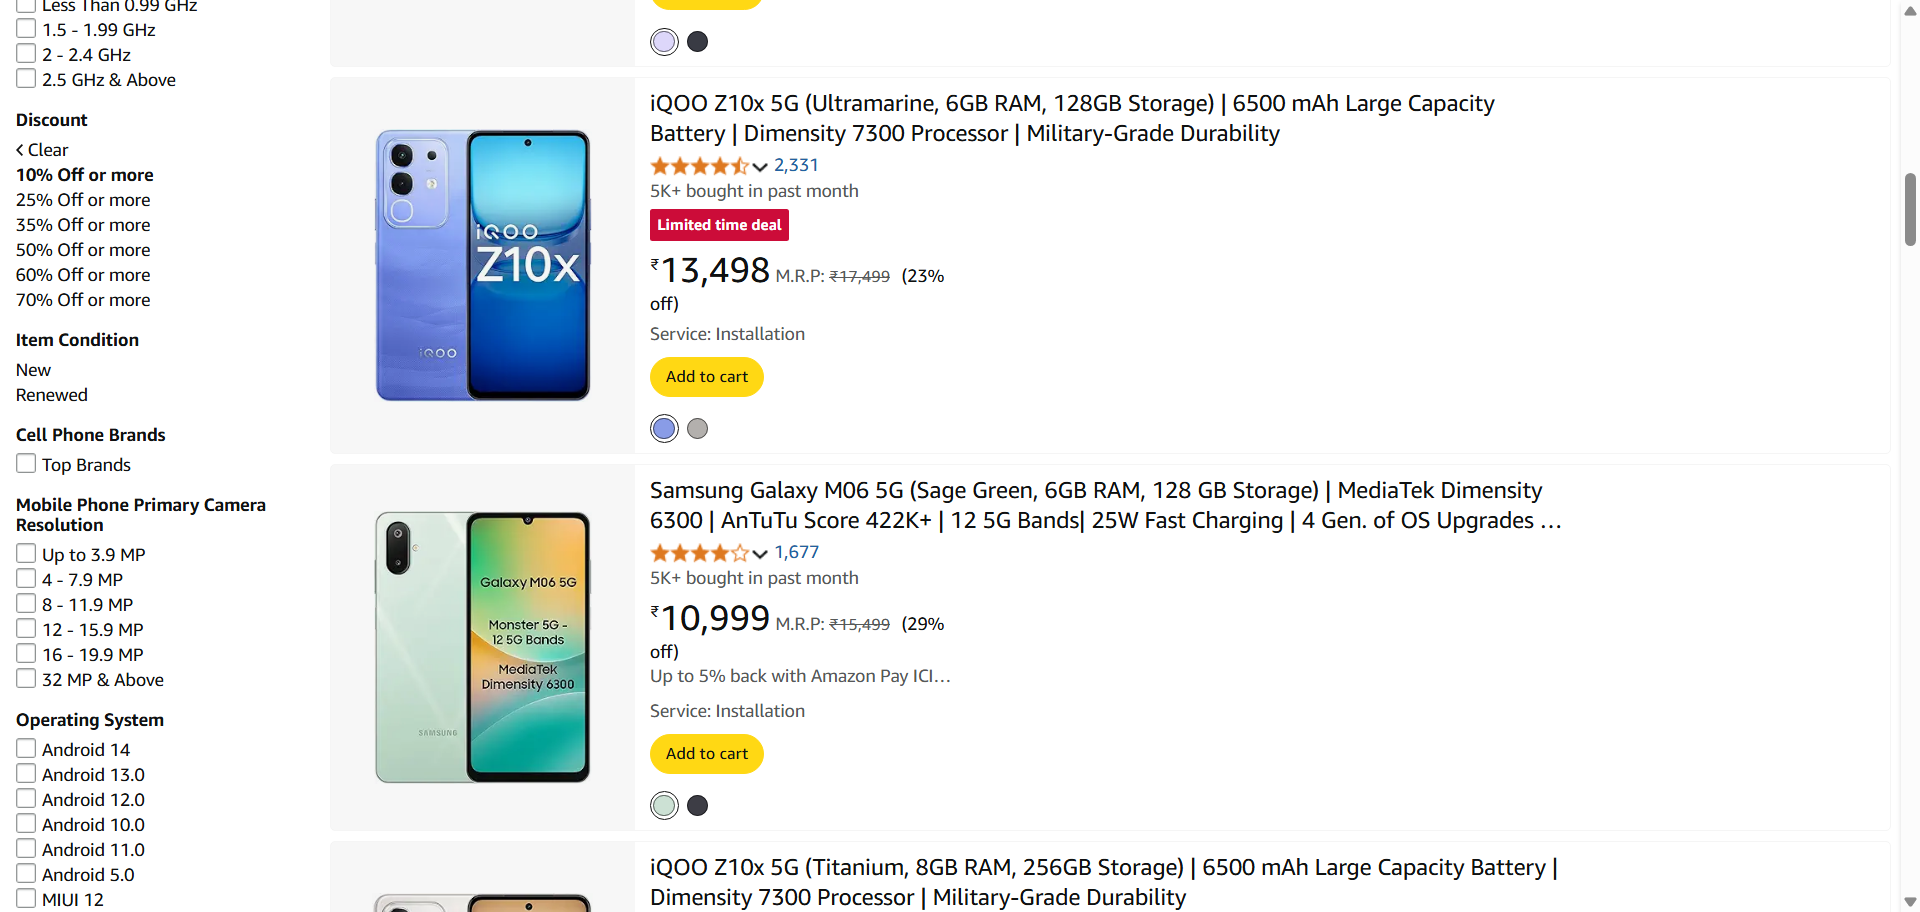 Less Than 0.99 GHz
1.5 - 1.99 GHz
2 - 2.4 GHz
2.5 GHz & Above
Discount
Clear
10% Off or more
25% Off or more
35% Off or more
50% Off or more
60% Off or more
70% Off or more
Item Condition
New
Renewed
Cell Phone Brands
Top Brands
Mobile Phone Primary Camera
Resolution
Up to 3.9 MP
4 - 7.9 MP
8 - 11.9 MP
12 - 15.9 MP
16 - 19.9 MP
32 MP & Above
Operating System
Android 14
Android 13.0
Android 12.0
Android 10.0
Android 11.0
Android 5.0
MIUI 12
iQOO
Z10x
iQOO
iQOO Z10x 5G (Ultramarine, 6GB RAM, 128GB Storage) | 6500 mAh Large Capacity
Battery | Dimensity 7300 Processor | Military-Grade Durability
2,331
5K+ bought in past month
Limited time deal
₹13,498 M.R.P: ₹17,499 (23%
off)
Service: Installation
Add to cart
Galaxy M06 5G
Monster 5G -
12 5G Bands
MediaTek
Dimensity 6300
SAMSUNG
Samsung Galaxy M06 5G (Sage Green, 6GB RAM, 128 GB Storage) | MediaTek Dimensity
6300 | AnTuTu Score 422K+ | 12 5G Bands| 25W Fast Charging | 4 Gen. of OS Upgrades …
1,677
5K+ bought in past month
₹10,999 M.R.P: ₹15,499 (29%
off)
Up to 5% back with Amazon Pay ICI…
Service: Installation
Add to cart
iQOO Z10x 5G (Titanium, 8GB RAM, 256GB Storage) | 6500 mAh Large Capacity Battery |
Dimensity 7300 Processor | Military-Grade Durability